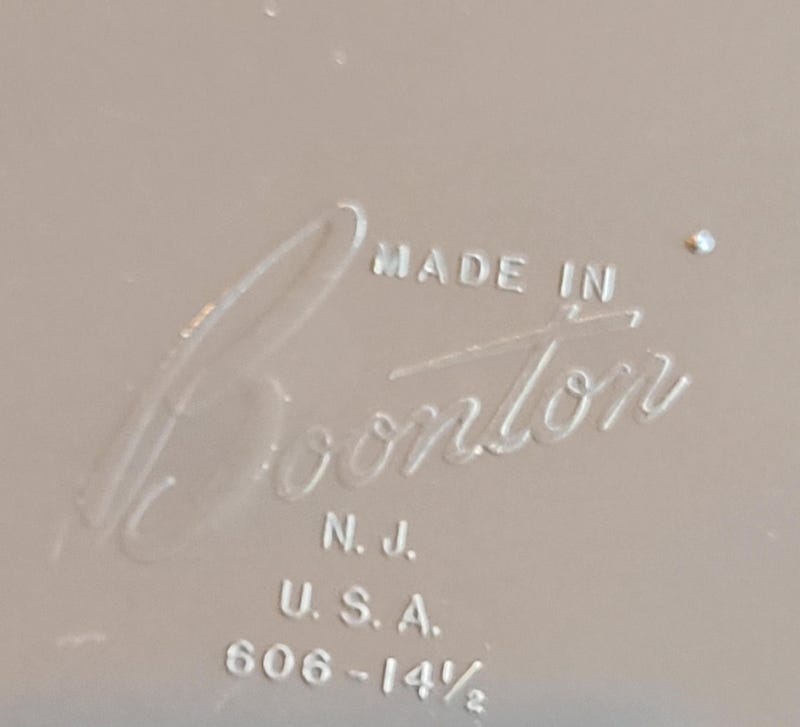 MADE IN
Boonton
N. J.
U. S. A.
606-14½